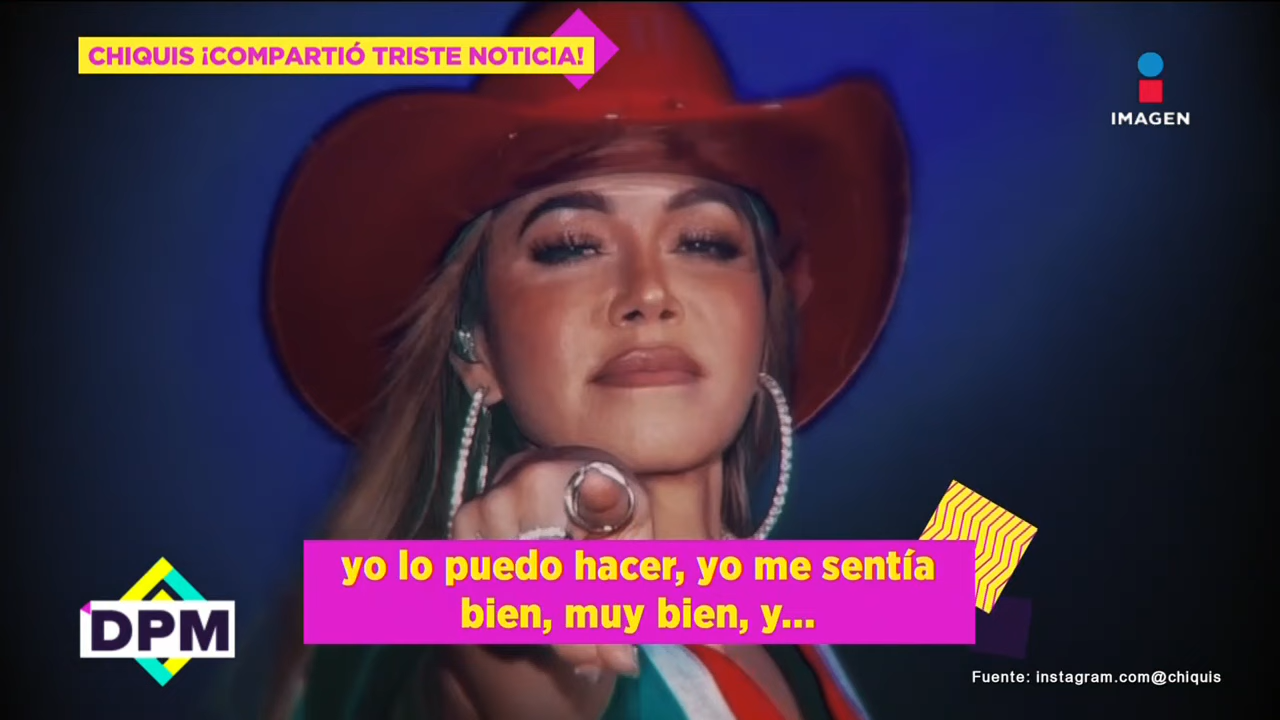 CHIQUIS ¡COMPARTIÓ TRISTE NOTICIA!
IMAGEN
yo lo puedo hacer, yo me sentía
bien, muy bien, y...
DPM
Fuente: instagram.com@chiquis